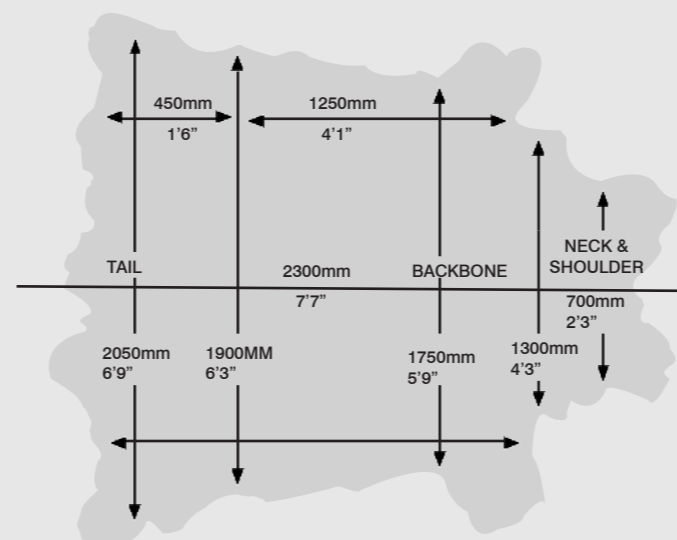 450mm
1'6”
1250mm
4'1”
TAIL
2300mm
7'7”
BACKBONE
NECK &
SHOULDER
700mm
2'3”
2050mm
6'9”
1900MM
6'3”
1750mm
5'9”
1300mm
4'3”